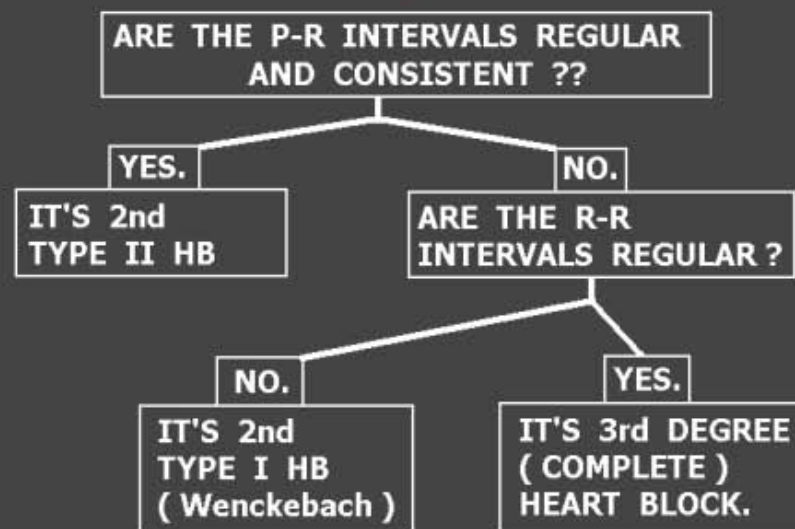 ARE THE P-R INTERVALS REGULAR
AND CONSISTENT ??
YES.
NO.
IT'S 2nd
TYPE II HB
ARE THE R-R
INTERVALS REGULAR ?
NO.
YES.
IT'S 2nd
TYPE I HB
( Wenckebach )
IT'S 3rd DEGREE
( COMPLETE )
HEART BLOCK.